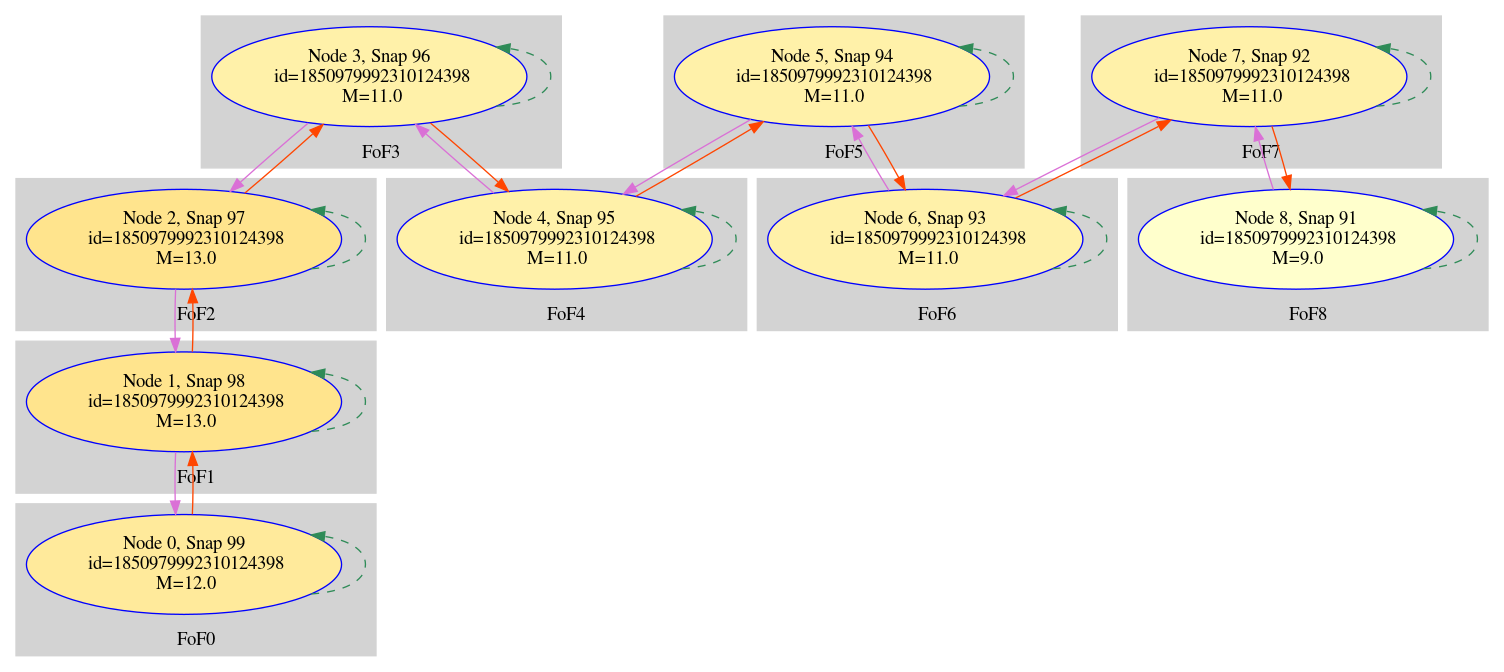 Node 3, Snap 96
id=1850979992310124398
M=11.0
FoF3
Node 5, Snap 94
id=1850979992310124398
M=11.0
FoF5
Node 7, Snap 92
id=1850979992310124398
M=11.0
FoF7
Node 2, Snap 97
id=1850979992310124398
M=13.0
FoF2
Node 4, Snap 95
id=1850979992310124398
M=11.0
FoF4
Node 6, Snap 93
id=1850979992310124398
M=11.0
FoF6
Node 8, Snap 91
id=1850979992310124398
M=9.0
FoF8
Node 1, Snap 98
id=1850979992310124398
M=13.0
FoF1
Node 0, Snap 99
id=1850979992310124398
M=12.0
FoF0